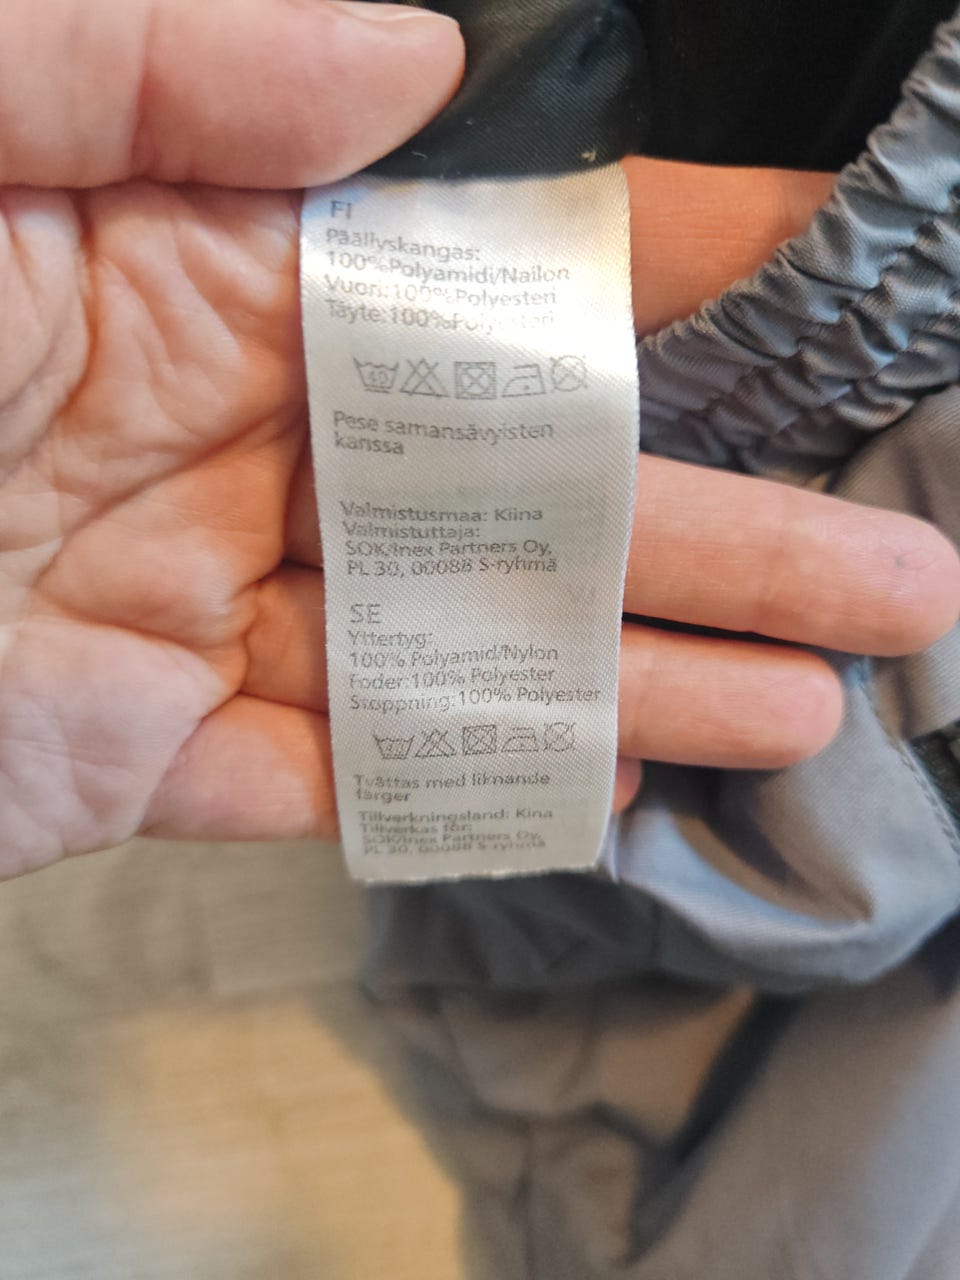 FI
Päällyskangas:
100%Polyamidi/Nailon
Vuori:100%Polyesteri
Täyte:100%Polyesteri
40
Pese samansävyisten
kanssa
Valmistusmaa: Kiina
Valmistuttaja:
SOK/Inex Partners Oy,
PL 30, 00088 S-ryhmä
SE
Yttertyg:
100% Polyamid/Nylon
Foder:100% Polyester
Stoppning:100% Polyester
Tvättas med liknande
färger
Tillverkningsland: Kina
Tillverkas för:
SOK/Inex Partners Oy,
PL 30, 00088 S-ryhmä